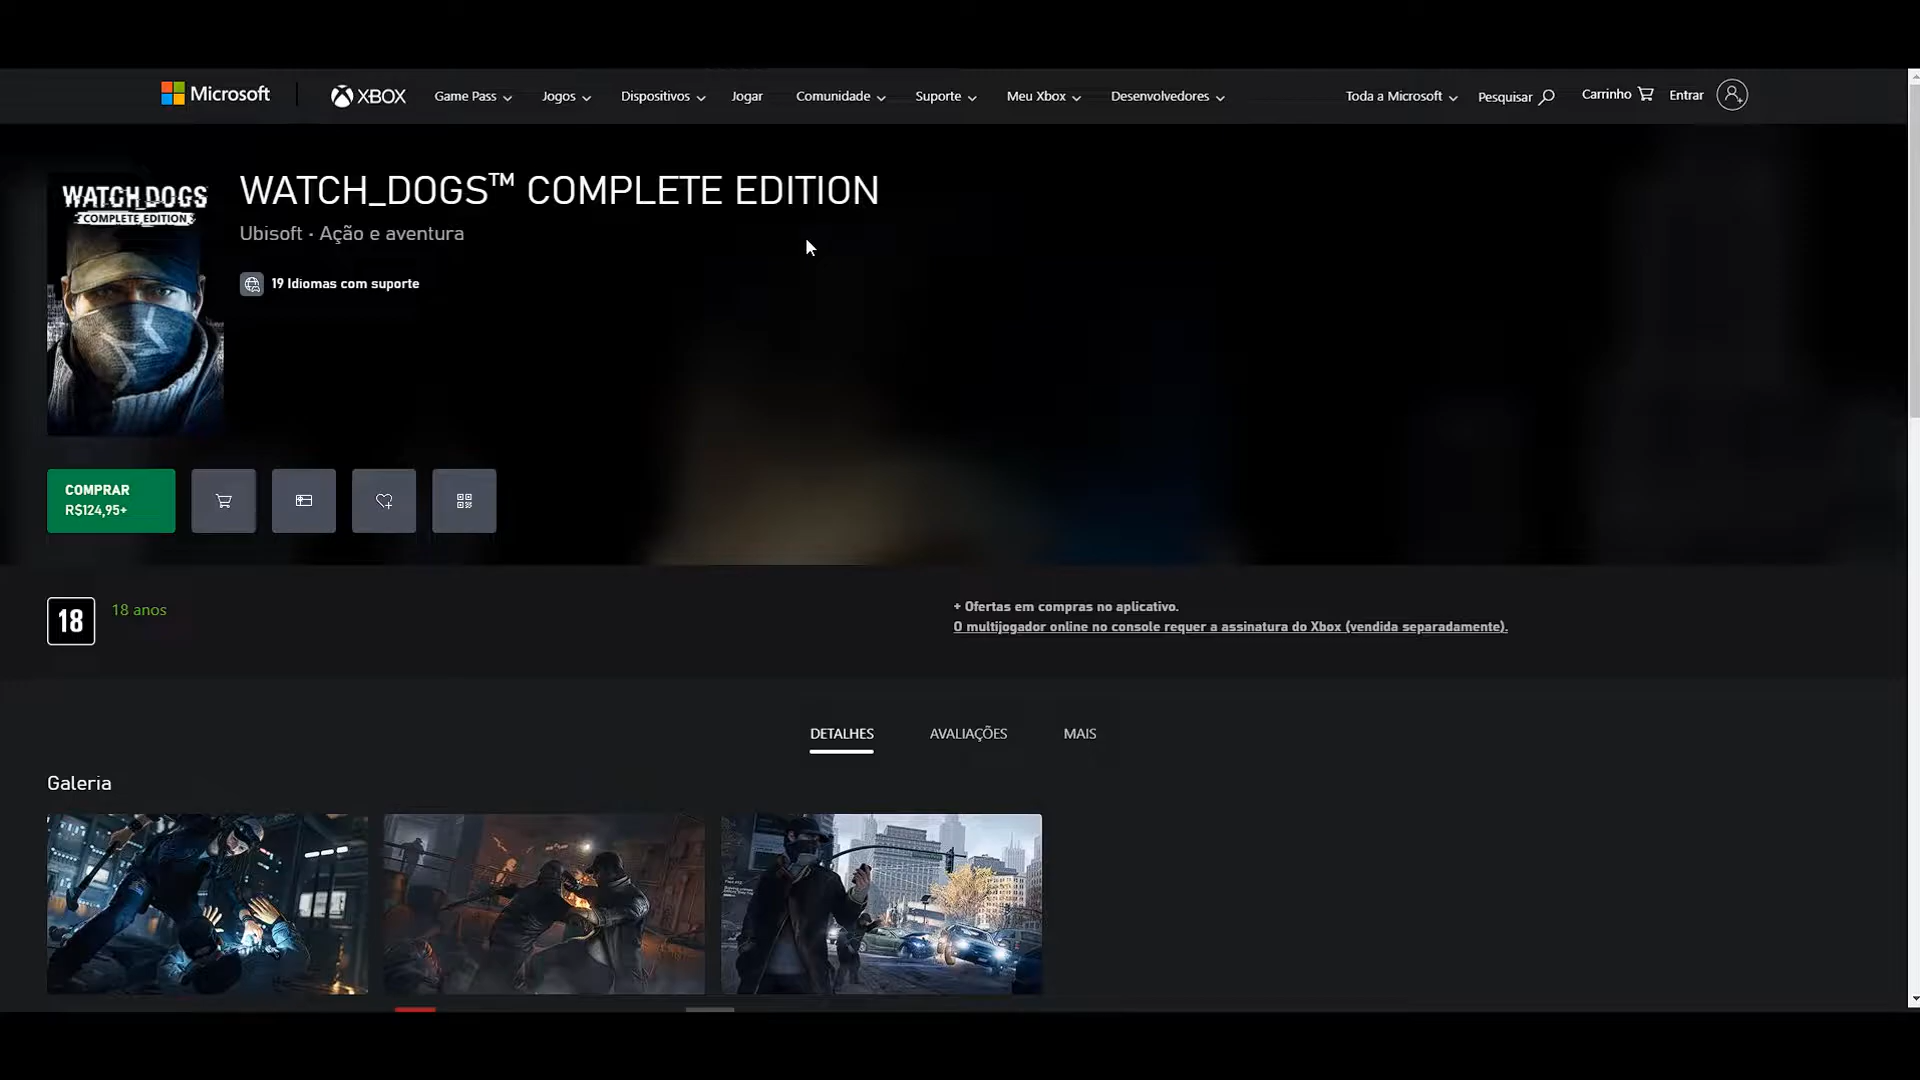 Microsoft
XBOX
Game Pass
Jogos
Dispositivos
Jogar
Comunidade
Suporte
Meu Xbox
Desenvolvedores
Toda a Microsoft
Pesquisar
Carrinho
Entrar
WATCH_DOGS
COMPLETE EDITION
WATCH_DOGS™ COMPLETE EDITION
Ubisoft · Ação e aventura
19 Idiomas com suporte
COMPRAR
R$124,95+
18
18 anos
+ Ofertas em compras no aplicativo.
O multijogador online no console requer a assinatura do Xbox (vendida separadamente).
DETALHES
AVALIAÇÕES
MAIS
Galeria